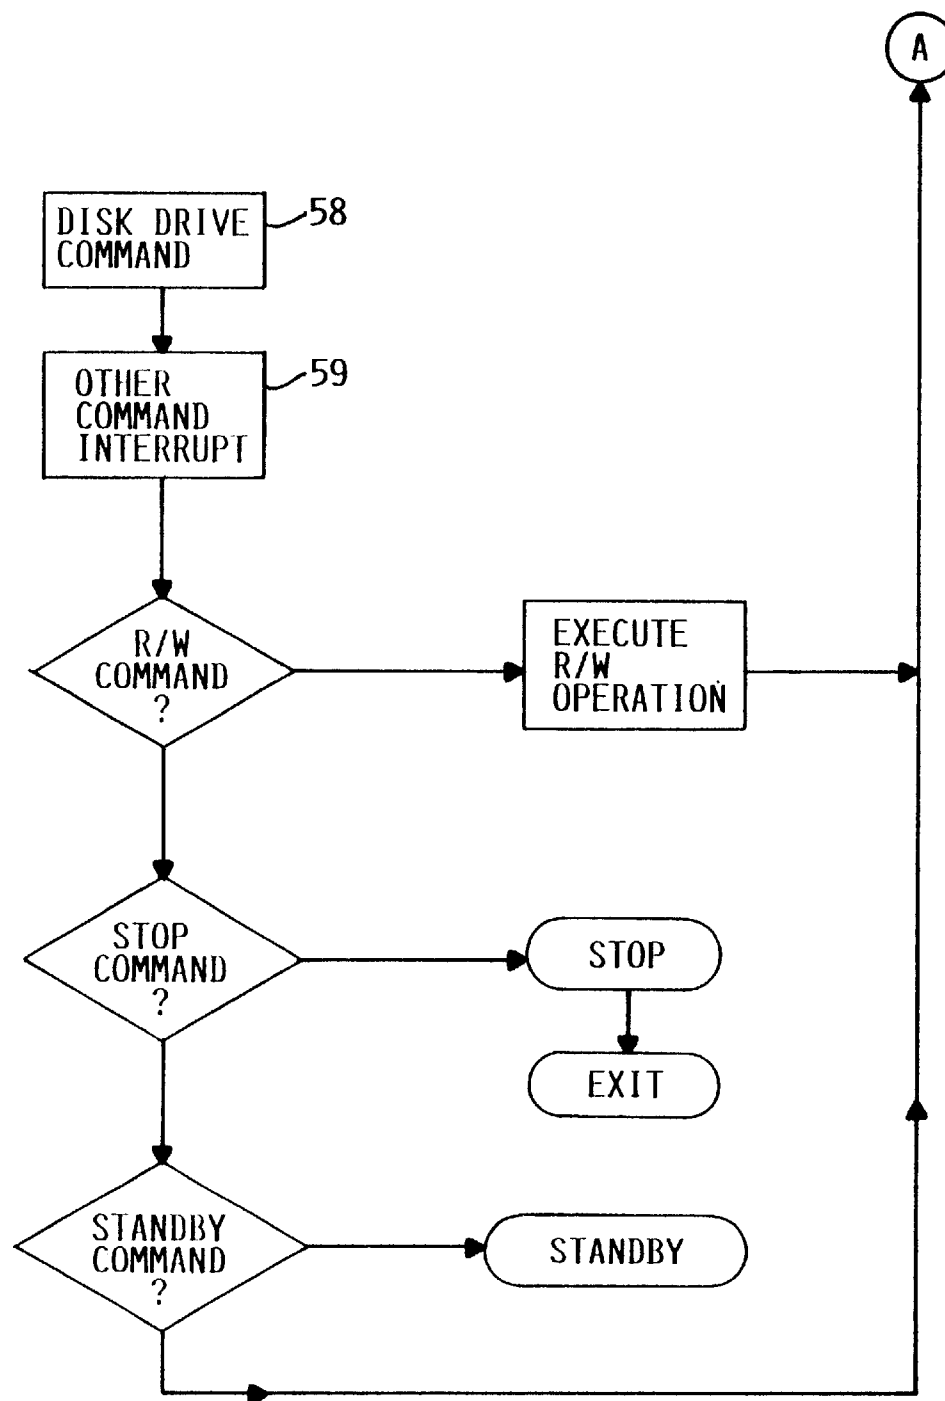 A
DISK DRIVE
COMMAND
58
OTHER
COMMAND
INTERRUPT
59
R/W
COMMAND
?
EXECUTE
R/W
OPERATION
STOP
COMMAND
?
STOP
EXIT
STANDBY
COMMAND
?
STANDBY